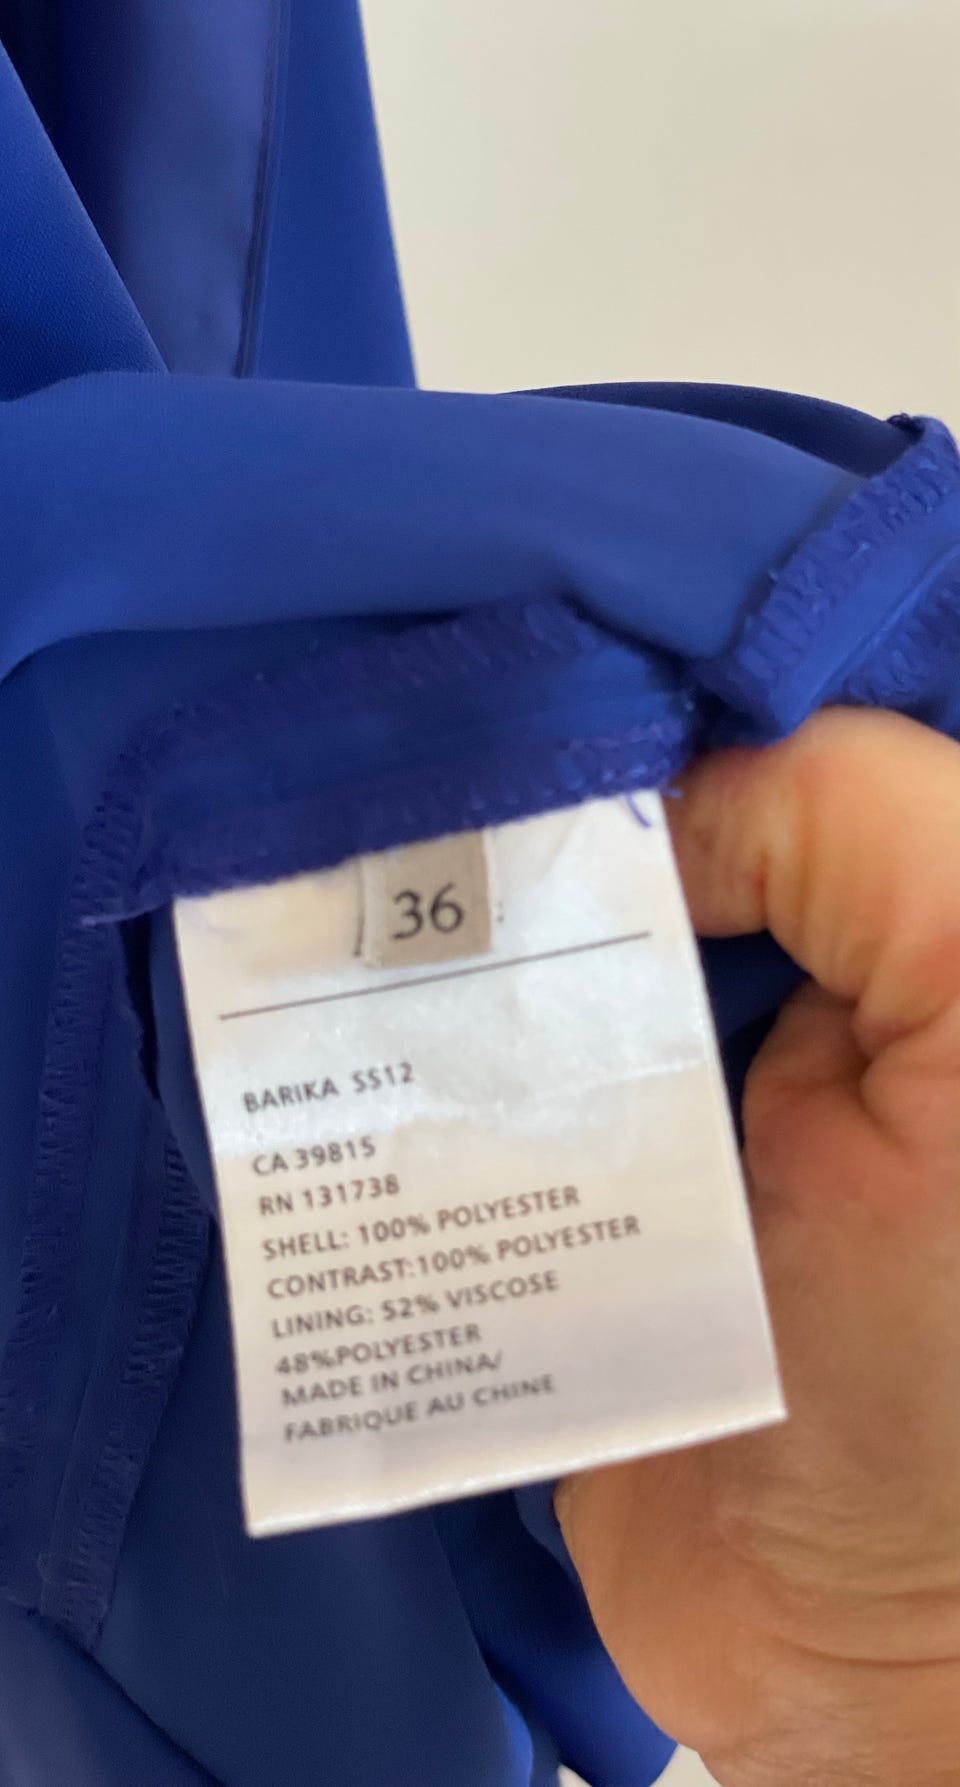 36
BARIKA SS12
CA 39815
RN 131738
SHELL: 100% POLYESTER
CONTRAST:100% POLYESTER
LINING: 52% VISCOSE
48%POLYESTER
MADE IN CHINA/
FABRIQUE AU CHINE